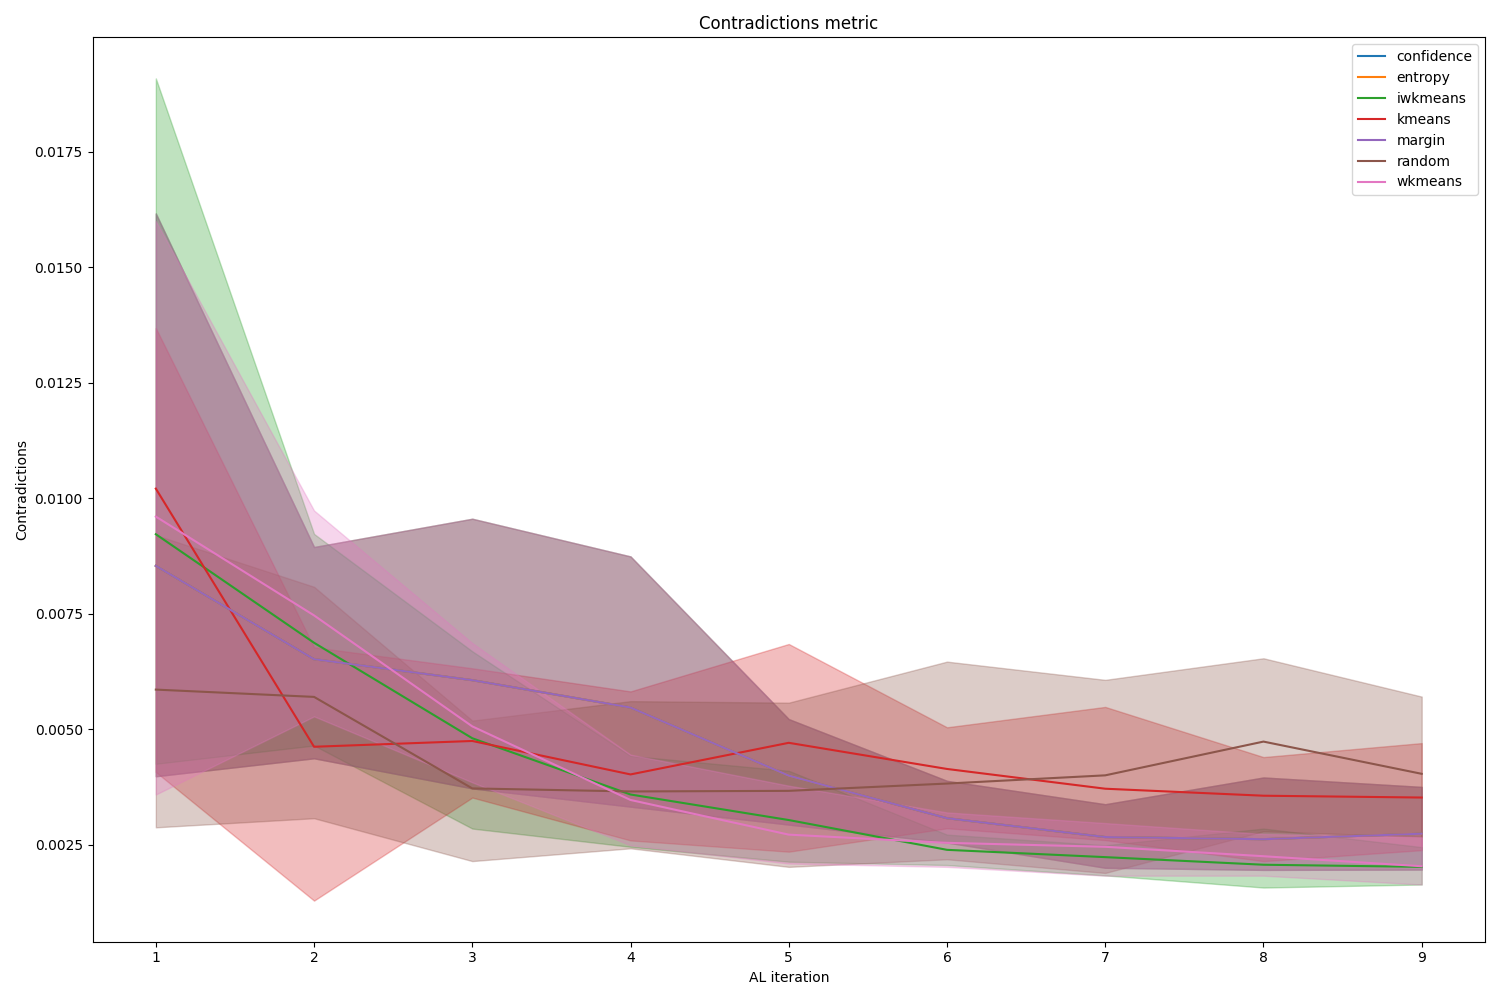 Contradictions metric
confidence
entropy
iwkmeans
kmeans
margin
random
wkmeans
Contradictions
0.0175
0.0150
0.0125
0.0100
0.0075
0.0050
0.0025
1 2 3 4 5 6 7 8 9
AL iteration